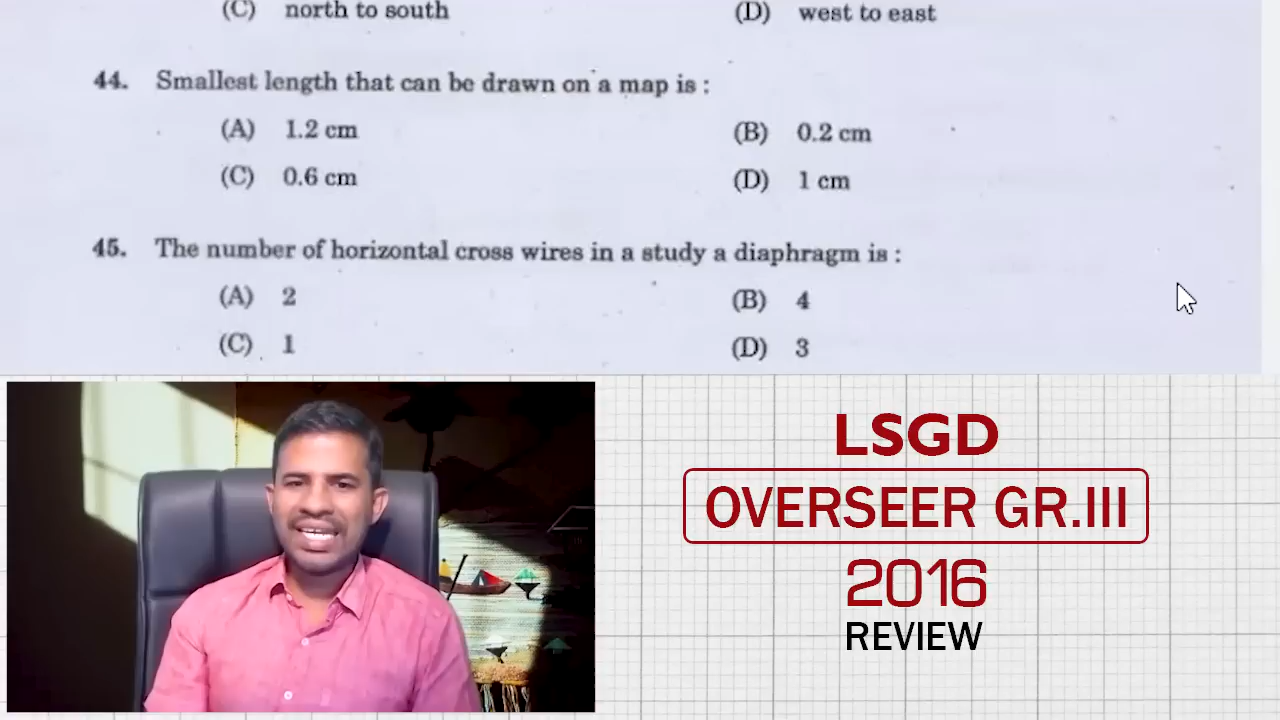 (C) north to south (D) west to east
44. Smallest length that can be drawn on a map is :
(A) 1.2 cm (B) 0.2 cm
(C) 0.6 cm (D) 1 cm
45. The number of horizontal cross wires in a study a diaphragm is :
(A) 2 (B) 4
(C) 1 (D) 3
LSGD
OVERSEER GR.III
2016
REVIEW